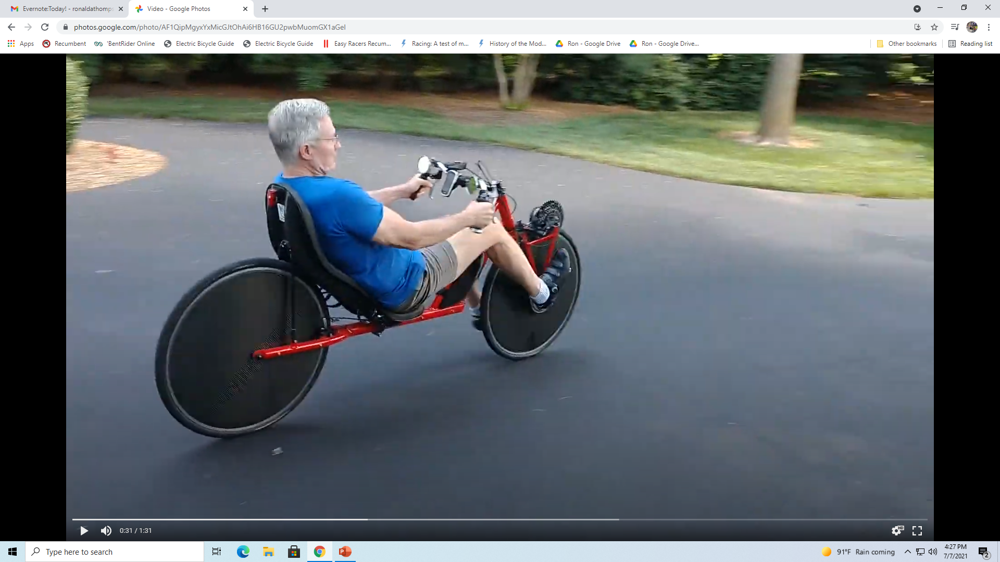 Evernote:Today! - ronaldathomps
Video - Google Photos
photos.google.com/photo/AF1QipMgyxYxMicGJtOhAi6HB16GU2pwbMuomGX1aGeI
Apps
Recumbent
'BentRider Online
Electric Bicycle Guide
Electric Bicycle Guide
Easy Racers Recum...
Racing: A test of m...
History of the Mod...
Ron - Google Drive
Ron - Google Drive...
Other bookmarks
Reading list
0:31 / 1:31
HD
Type here to search
P
91°F Rain coming
4:27 PM
7/7/2021
2